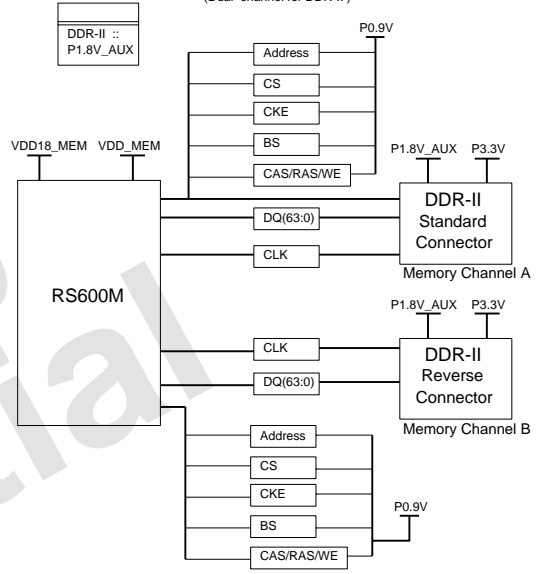 DDR-II ::
P1.8V_AUX
P0.9V
Address
CS
CKE
BS
CAS/RAS/WE
VDD18_MEM VDD_MEM
P1.8V_AUX P3.3V
DDR-II
Standard
Connector
DQ(63:0)
CLK
Memory Channel A
RS600M
P1.8V_AUX P3.3V
CLK
DDR-II
Reverse
Connector
DQ(63:0)
Memory Channel B
Address
CS
CKE
BS
CAS/RAS/WE
P0.9V
tial